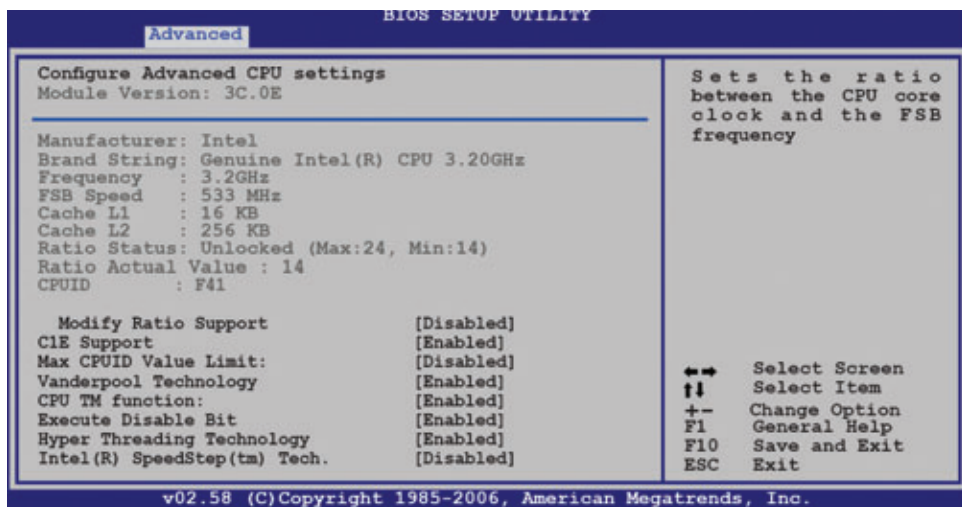 BIOS SETUP UTILITY
Advanced
Configure Advanced CPU settings
Module Version: 3C.0E
Manufacturer: Intel
Brand String: Genuine Intel(R) CPU 3.20GHz
Frequency : 3.2GHz
FSB Speed : 533 MHz
Cache L1 : 16 KB
Cache L2 : 256 KB
Ratio Status: Unlocked (Max:24, Min:14)
Ratio Actual Value : 14
CPUID : F41
Modify Ratio Support [Disabled]
C1E Support [Enabled]
Max CPUID Value Limit: [Disabled]
Vanderpool Technology [Enabled]
CPU TM function: [Enabled]
Execute Disable Bit [Enabled]
Hyper Threading Technology [Enabled]
Intel(R) SpeedStep(tm) Tech. [Disabled]
Sets the ratio
between the CPU core
clock and the FSB
frequency
←→ Select Screen
↑↓ Select Item
+- Change Option
F1 General Help
F10 Save and Exit
ESC Exit
v02.58 (C)Copyright 1985-2006, American Megatrends, Inc.